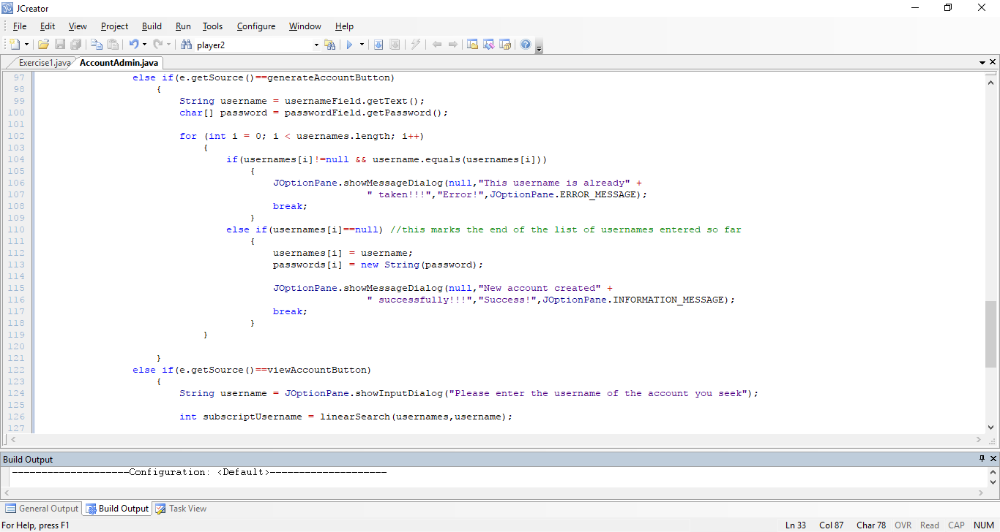 JCreator
File Edit View Project Build Run Tools Configure Window Help
player2
Exercise1.java AccountAdmin.java
97 else if(e.getSource()==generateAccountButton)
98 {
99 String username = usernameField.getText();
100 char[] password = passwordField.getPassword();
101
102 for (int i = 0; i < usernames.length; i++)
103 {
104 if(usernames[i]!=null && username.equals(usernames[i]))
105 {
106 JOptionPane.showMessageDialog(null,"This username is already" +
107 " taken!!!","Error!",JOptionPane.ERROR_MESSAGE);
108 break;
109 }
110 else if(usernames[i]==null) //this marks the end of the list of usernames entered so far
111 {
112 usernames[i] = username;
113 passwords[i] = new String(password);
114
115 JOptionPane.showMessageDialog(null,"New account created" +
116 " successfully!!!","Success!",JOptionPane.INFORMATION_MESSAGE);
117 break;
118 }
119 }
120
121 }
122 else if(e.getSource()==viewAccountButton)
123 {
124 String username = JOptionPane.showInputDialog("Please enter the username of the account you seek");
125
126 int subscriptUsername = linearSearch(usernames,username);
127
Build Output
--------------------Configuration: <Default>--------------------
General Output Build Output Task View
For Help, press F1 Ln 33 Col 87 Char 78 OVR Read CAP NUM